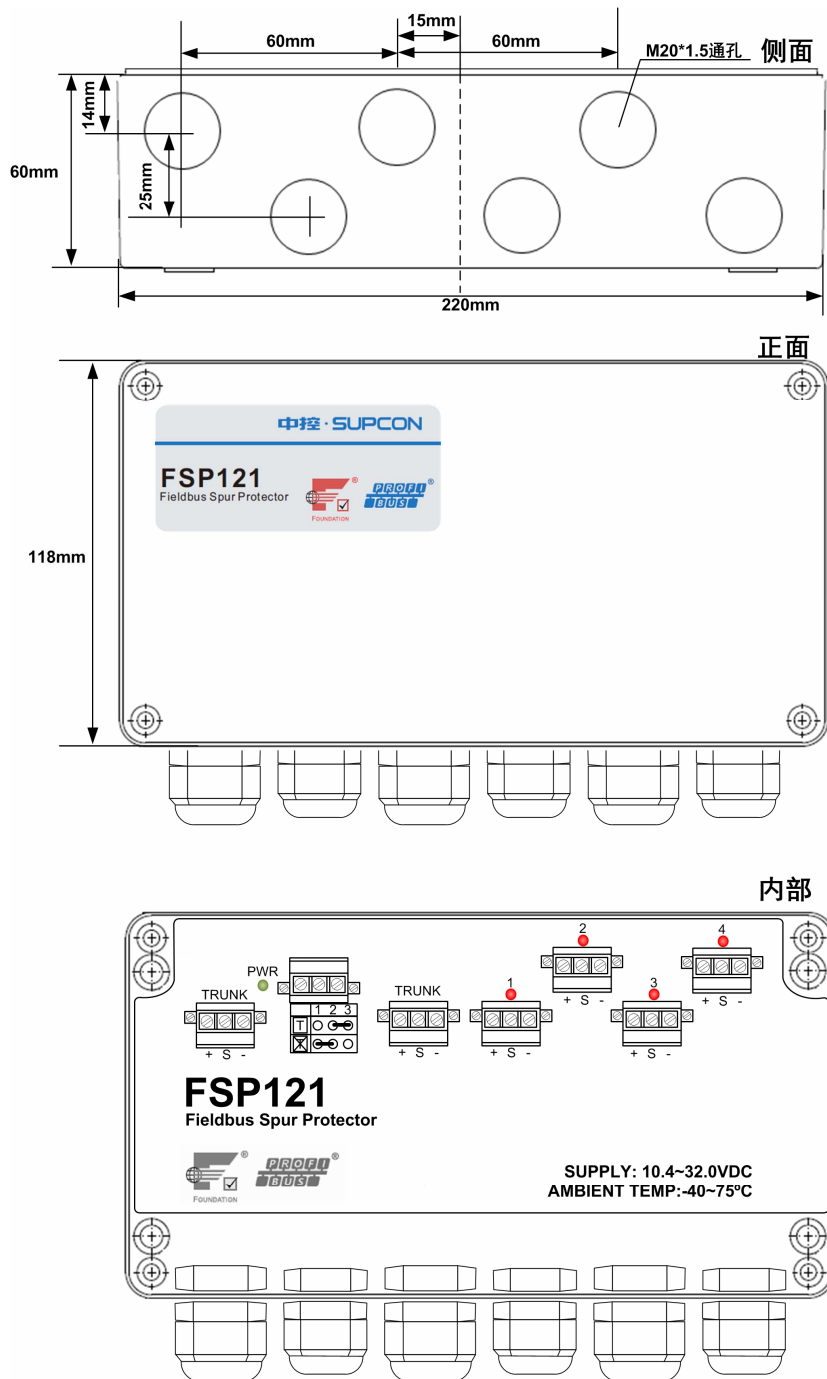 15mm
60mm
60mm
M20*1.5通孔
侧面
14mm
60mm
25mm
220mm
正面
中控·SUPCON
FSP121
Fieldbus Spur Protector
FOUNDATION
®
PROFI
BUS
®
118mm
内部
2
4
PWR
TRUNK
TRUNK
1
3
1 2 3
T
T
+ S -
+ S -
+ S -
+ S -
+ S -
+ S -
FSP121
Fieldbus Spur Protector
FOUNDATION
®
PROFI
BUS
®
SUPPLY: 10.4~32.0VDC
AMBIENT TEMP:-40~75ºC